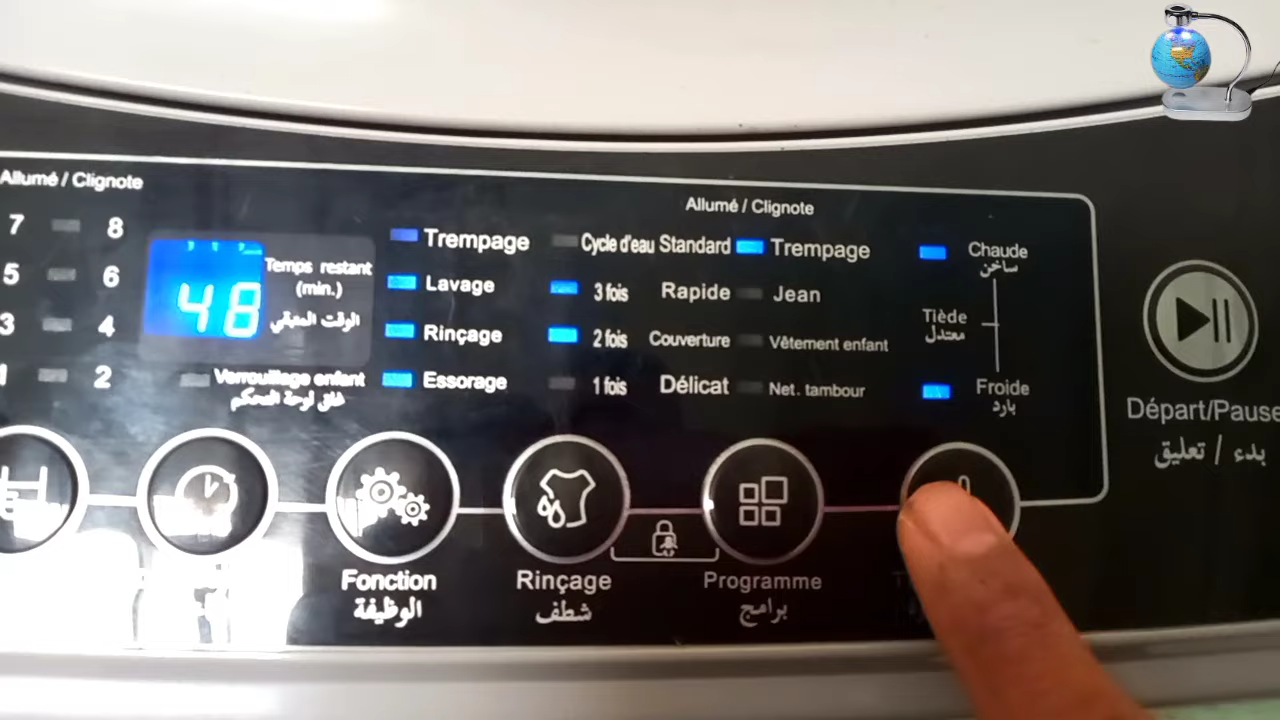 Allumé / Clignote
7 8
5 6
3 4
1 2
48
Temps restant
(min.)
الوقت المتبقي
Verrouillage enfant
غلق لوحة التحكم
Trempage
Lavage
Rinçage
Essorage
Allumé / Clignote
Cycle d'eau
3 fois
2 fois
1 fois
Standard
Rapide
Couverture
Délicat
Trempage
Jean
Vêtement enfant
Net. tambour
Chaude
ساخن
Tiède
معتدل
Froide
بارد
Départ/Pause
بدء / تعليق
Fonction
الوظيفة
Rinçage
شطف
Programme
برامج